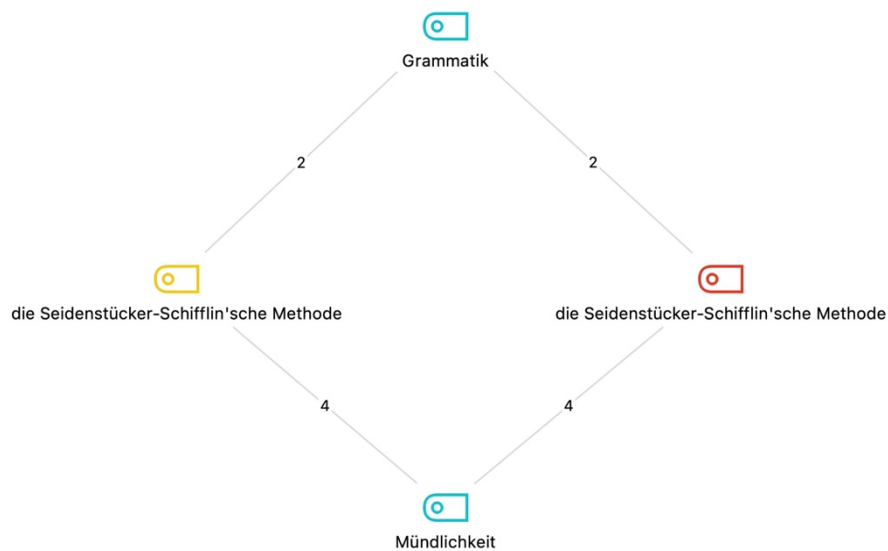 Grammatik
2
2
die Seidenstücker-Schifflin'sche Methode
die Seidenstücker-Schifflin'sche Methode
4
4
Mündlichkeit